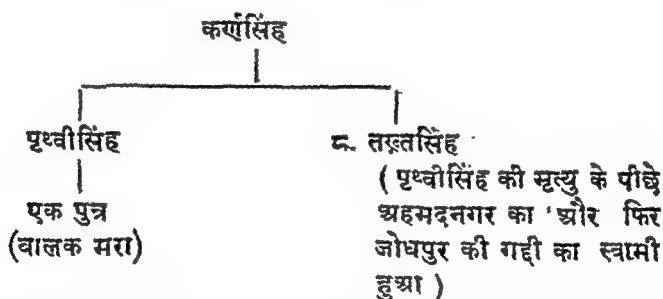 कर्णसिंह
पृथ्वीसिंह
८. तख़्तसिंह
(पृथ्वीसिंह की मृत्यु के पीछे
अहमदनगर का और फिर
जोधपुर की गद्दी का स्वामी
हुआ)
एक पुत्र
(बालक मरा)